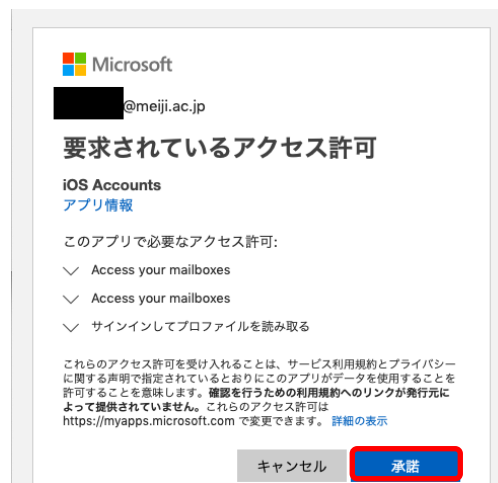 Microsoft
@meiji.ac.jp
要求されているアクセス許可
iOS Accounts
アプリ情報
このアプリで必要なアクセス許可:
Access your mailboxes
Access your mailboxes
サインインしてプロファイルを読み取る
これらのアクセス許可を受け入れることは、サービス利用規約とプライバシー
に関する声明で指定されているとおりにこのアプリがデータを使用することを
許可することを意味します。確認を行うための利用規約へのリンクが発行元に
よって提供されていません。これらのアクセス許可は
https://myapps.microsoft.com で変更できます。 詳細の表示
キャンセル 承諾